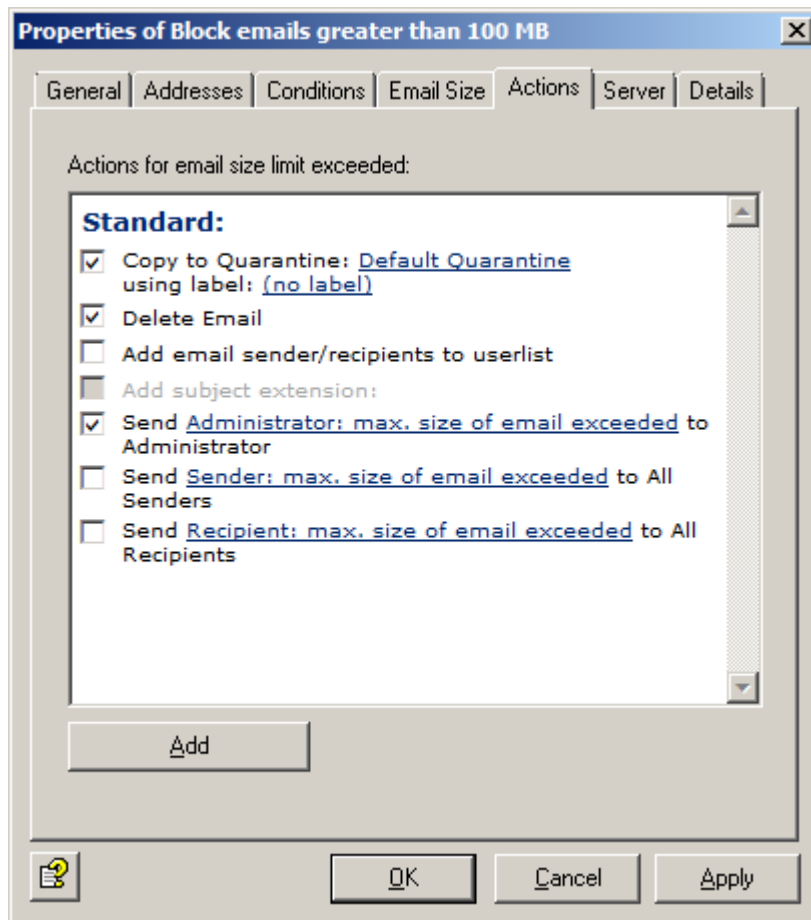 Properties of Block emails greater than 100 MB
General Addresses Conditions Email Size Actions Server Details
Actions for email size limit exceeded:
Standard:
Copy to Quarantine: Default Quarantine
using label: (no label)
Delete Email
Add email sender/recipients to userlist
Add subject extension:
Send Administrator: max. size of email exceeded to
Administrator
Send Sender: max. size of email exceeded to All
Senders
Send Recipient: max. size of email exceeded to All
Recipients
Add
OK Cancel Apply